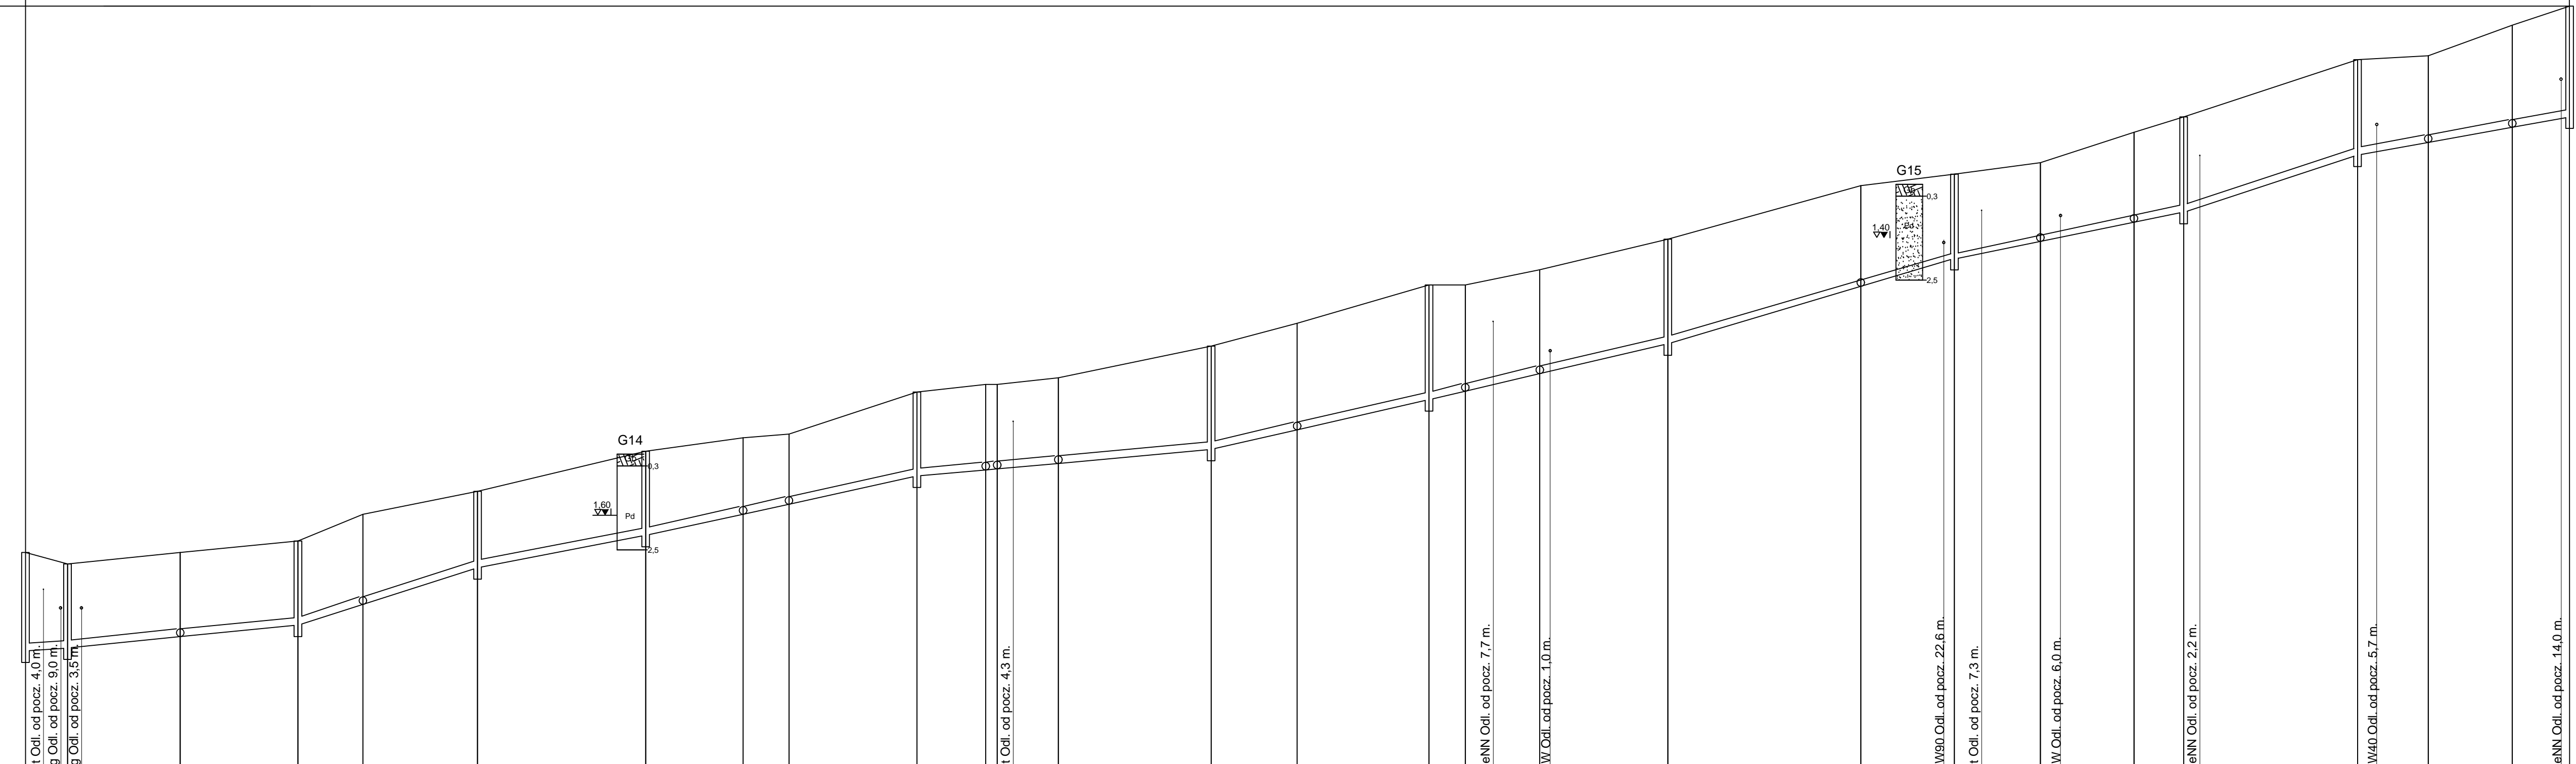 G15
0,3
1,40
2,5
G14
0,3
1,60
Pd
2,5
t Odl. od pocz. 4,0 m.
g Odl. od pocz. 9,0 m.
g Odl. od pocz. 3,5 m.
t Odl. od pocz. 4,3 m.
eNN Odl. od pocz. 7,7 m.
W Odl. od pocz. 1,0 m.
W90 Odl. od pocz. 22,6 m.
t Odl. od pocz. 7,3 m.
W Odl. od pocz. 6,0 m.
eNN Odl. od pocz. 2,2 m.
W40 Odl. od pocz. 5,7 m.
eNN Odl. od pocz. 14,0 m.